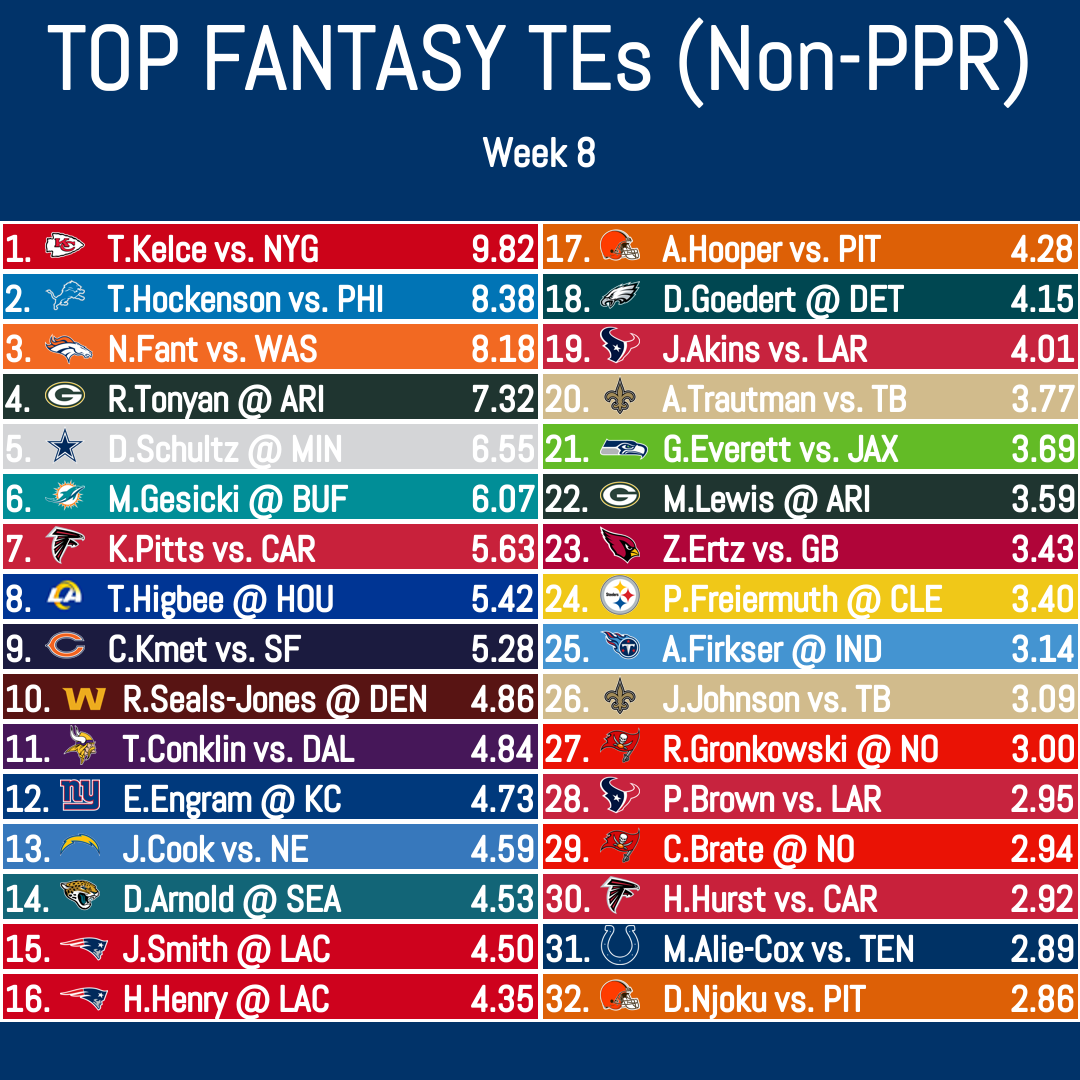 TOP FANTASY TEs (Non-PPR)
Week 8
1. T.Kelce vs. NYG 9.82
2. T.Hockenson vs. PHI 8.38
3. N.Fant vs. WAS 8.18
4. R.Tonyan @ ARI 7.32
5. D.Schultz @ MIN 6.55
6. M.Gesicki @ BUF 6.07
7. K.Pitts vs. CAR 5.63
8. T.Higbee @ HOU 5.42
9. C.Kmet vs. SF 5.28
10. R.Seals-Jones @ DEN 4.86
11. T.Conklin vs. DAL 4.84
12. E.Engram @ KC 4.73
13. J.Cook vs. NE 4.59
14. D.Arnold @ SEA 4.53
15. J.Smith @ LAC 4.50
16. H.Henry @ LAC 4.35
17. A.Hooper vs. PIT 4.28
18. D.Goedert @ DET 4.15
19. J.Akins vs. LAR 4.01
20. A.Trautman vs. TB 3.77
21. G.Everett vs. JAX 3.69
22. M.Lewis @ ARI 3.59
23. Z.Ertz vs. GB 3.43
24. P.Freiermuth @ CLE 3.40
25. A.Firkser @ IND 3.14
26. J.Johnson vs. TB 3.09
27. R.Gronkowski @ NO 3.00
28. P.Brown vs. LAR 2.95
29. C.Brate @ NO 2.94
30. H.Hurst vs. CAR 2.92
31. M.Alie-Cox vs. TEN 2.89
32. D.Njoku vs. PIT 2.86